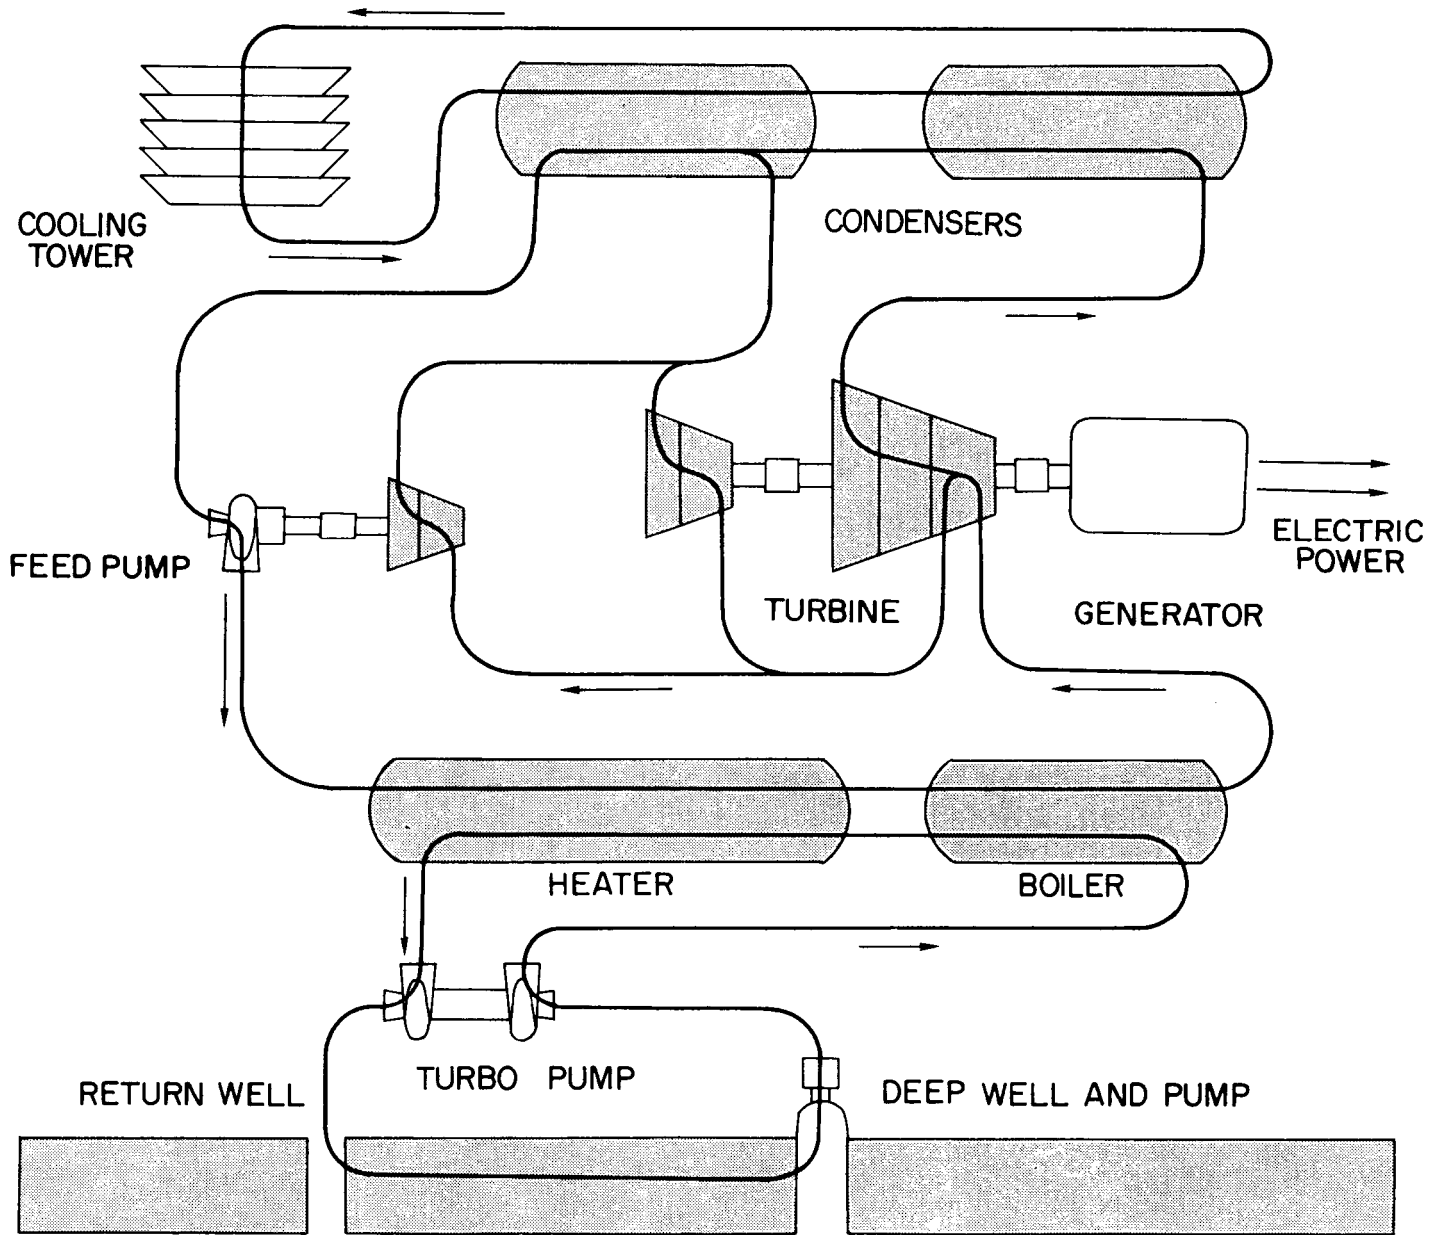 COOLING
TOWER
CONDENSERS
ELECTRIC
POWER
FEED PUMP
TURBINE
GENERATOR
HEATER
BOILER
TURBO PUMP
RETURN WELL
DEEP WELL AND PUMP